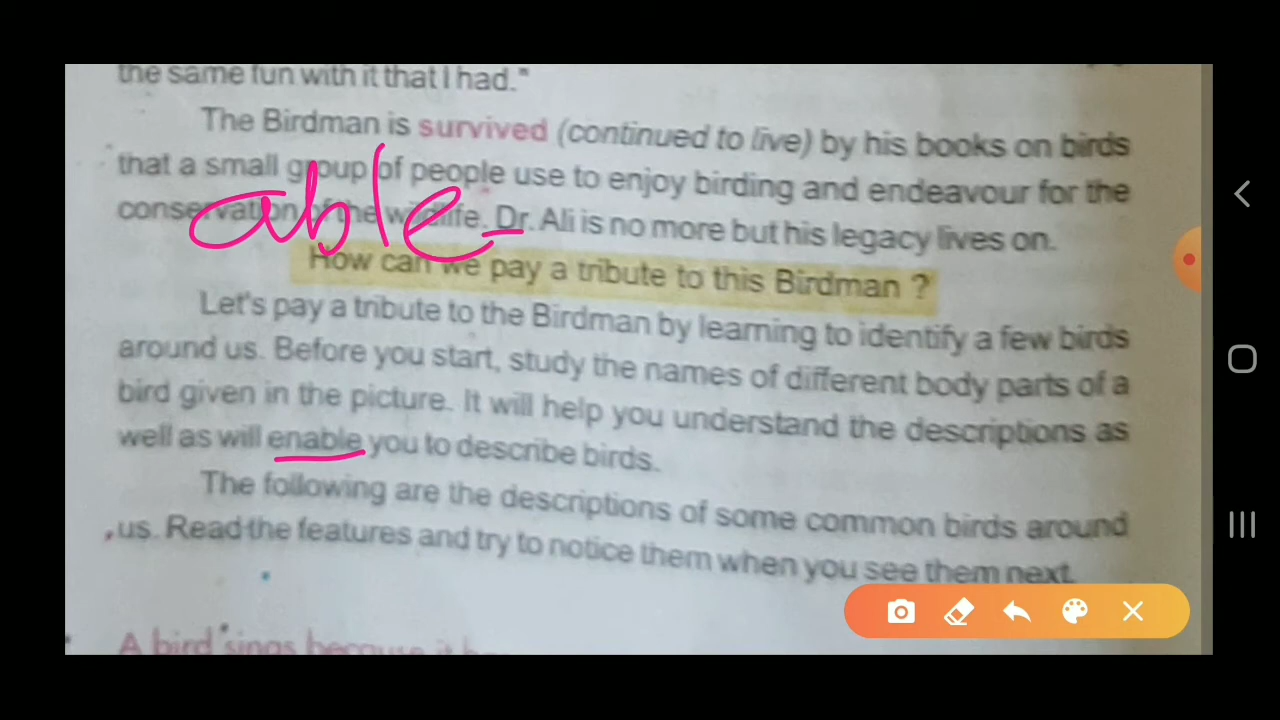 the same fun with it that I had."
The Birdman is survived (continued to live) by his books on birds
that a small group of people use to enjoy birding and endeavour for the
able
conservation of the wildlife. Dr. Ali is no more but his legacy lives on.
How can we pay a tribute to this Birdman ?
Let's pay a tribute to the Birdman by learning to identify a few birds
around us. Before you start, study the names of different body parts of a
bird given in the picture. It will help you understand the descriptions as
well as will enable you to describe birds.
The following are the descriptions of some common birds around
us. Read the features and try to notice them when you see them next.
A bird sings because it